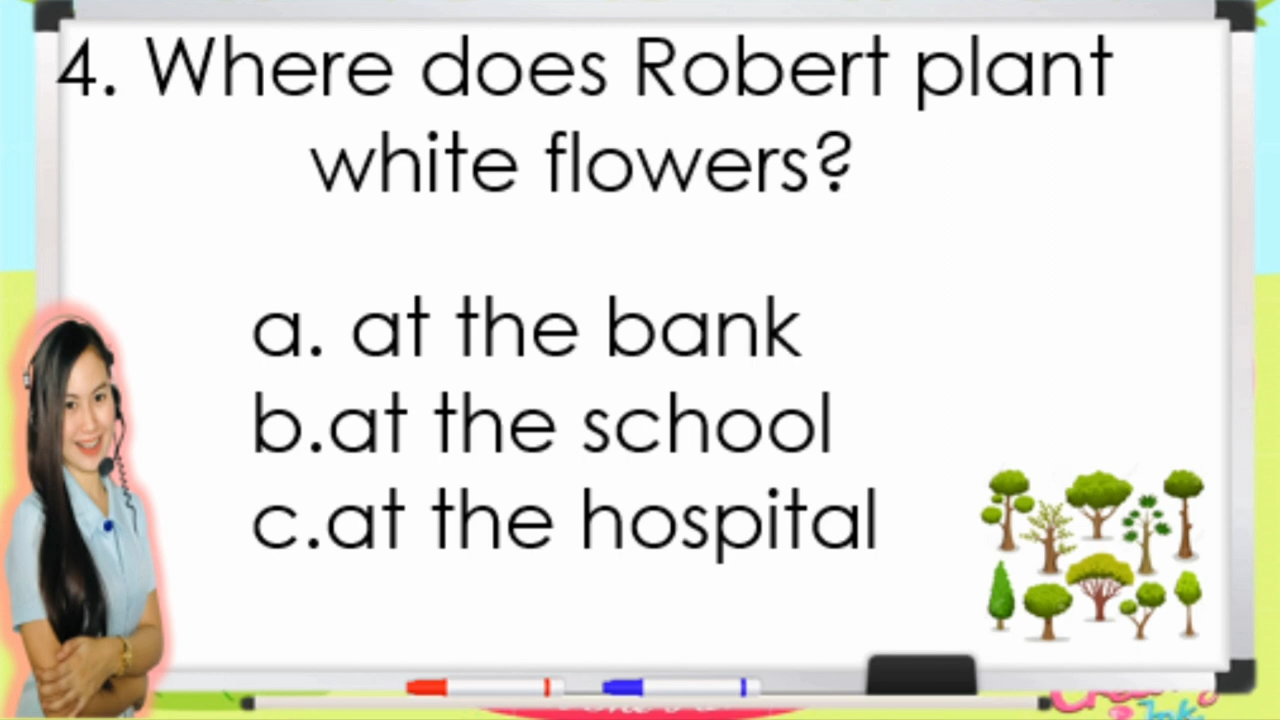 4. Where does Robert plant
white flowers?
a. at the bank
b.at the school
c.at the hospital